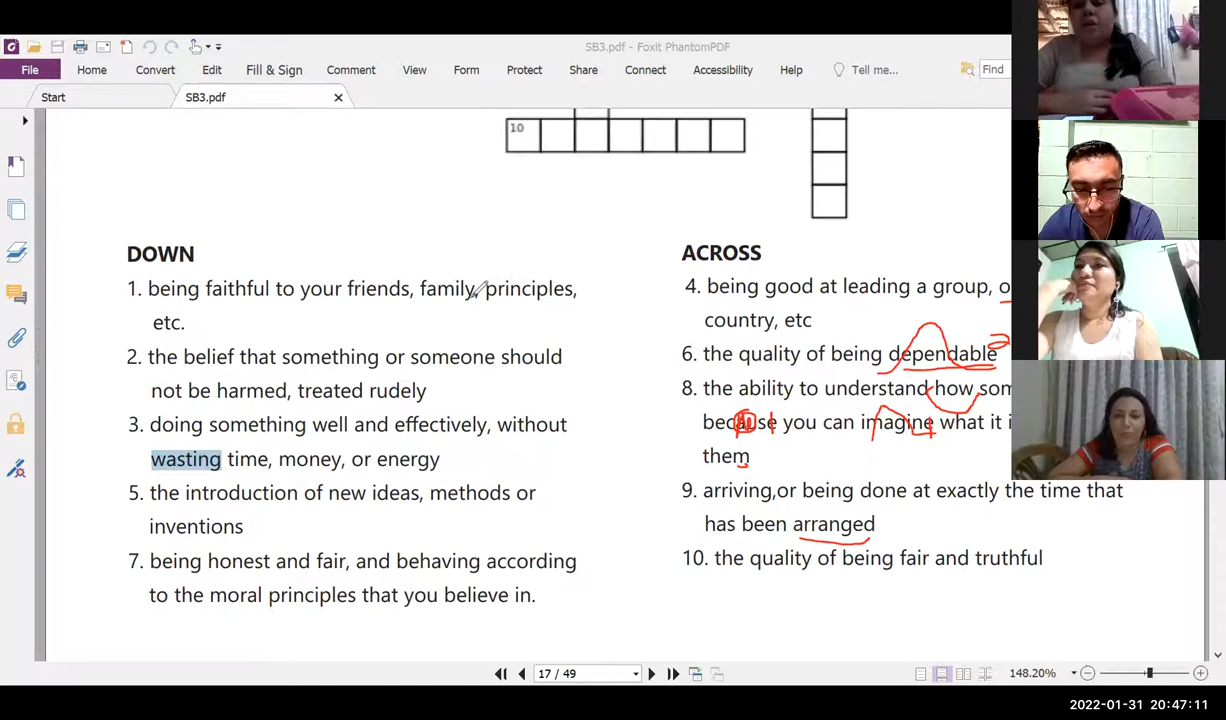 SB3.pdf - Foxit PhantomPDF
File Home Convert Edit Fill & Sign Comment View Form Protect Share Connect Accessibility Help Tell me... Find
Start SB3.pdf
10
DOWN
1. being faithful to your friends, family, principles,
etc.
2. the belief that something or someone should
not be harmed, treated rudely
3. doing something well and effectively, without
wasting time, money, or energy
5. the introduction of new ideas, methods or
inventions
7. being honest and fair, and behaving according
to the moral principles that you believe in.
ACROSS
4. being good at leading a group, o
country, etc
6. the quality of being dependable
8. the ability to understand how som
because you can imagine what it i
them
9. arriving,or being done at exactly the time that
has been arranged
10. the quality of being fair and truthful
17 / 49
148.20%
2022-01-31 20:47:11